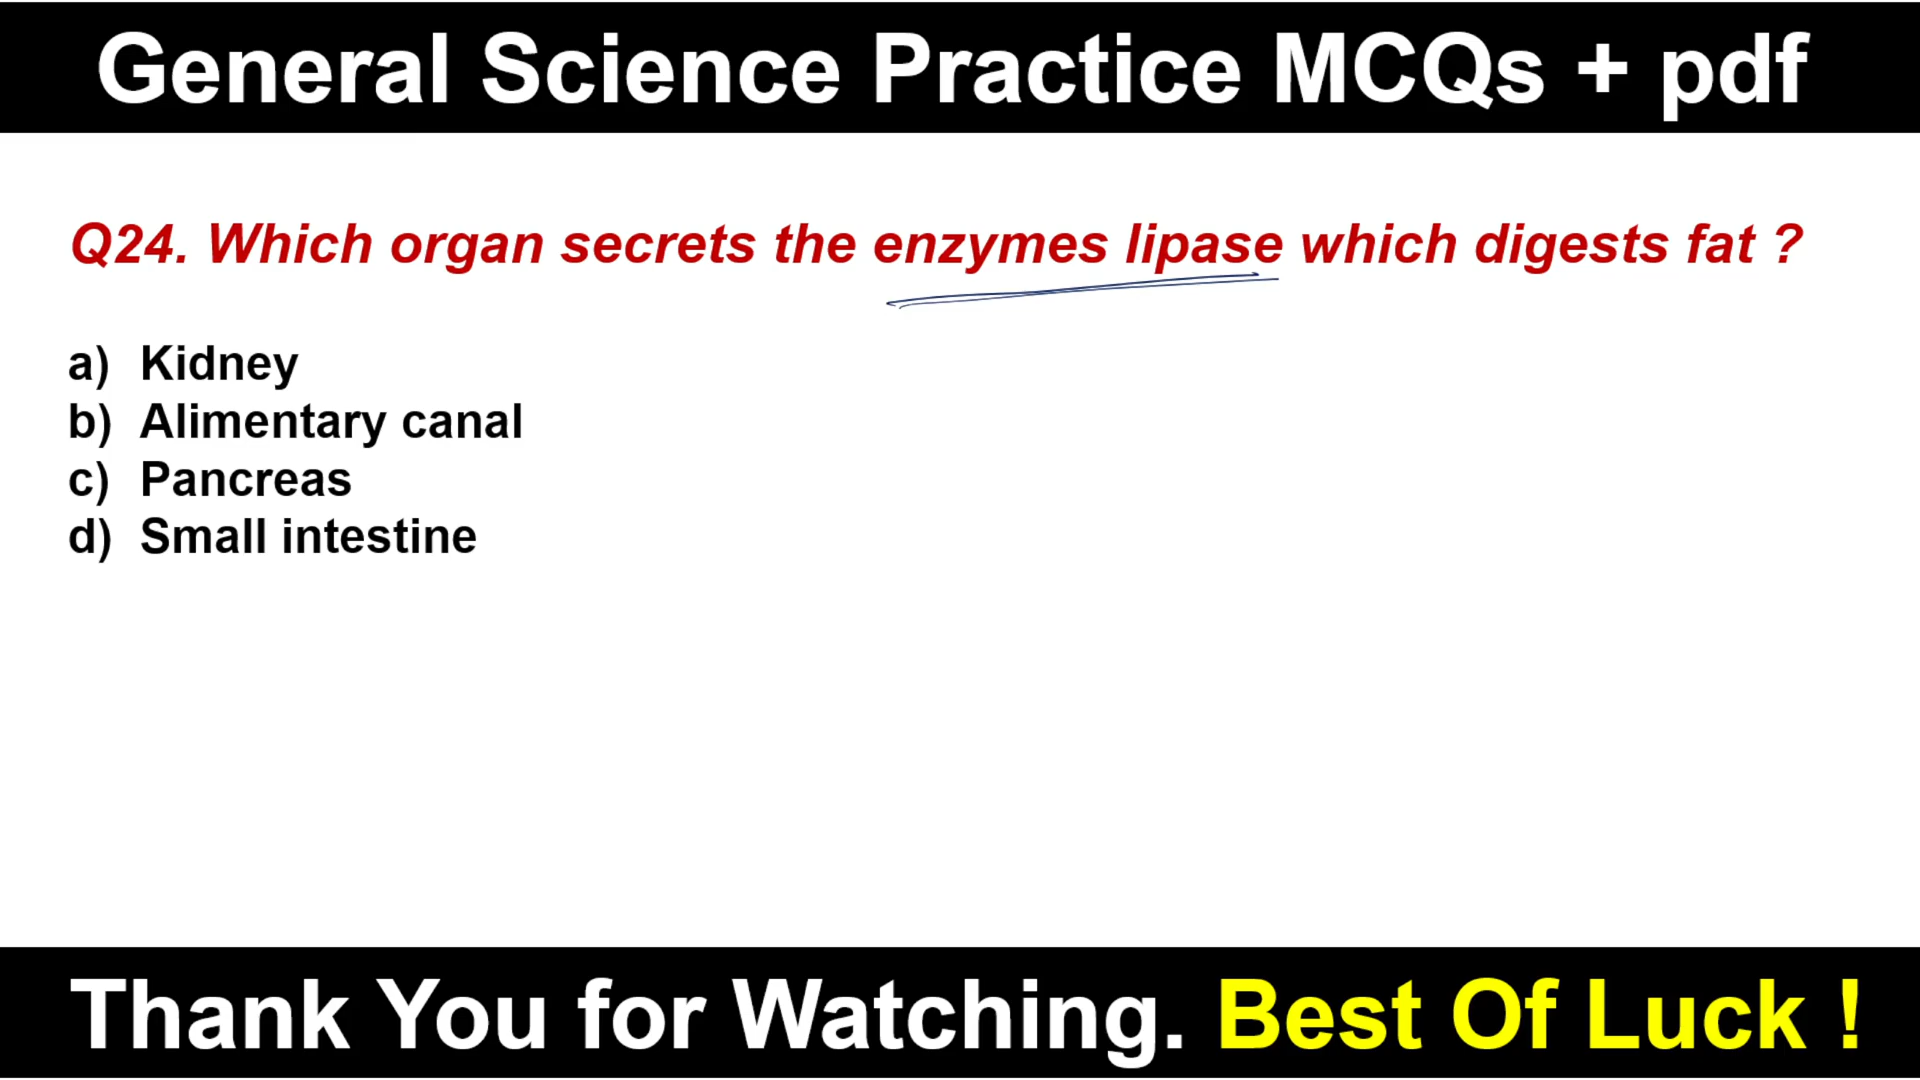 General Science Practice MCQs + pdf
Q24. Which organ secrets the enzymes lipase which digests fat ?
a) Kidney
b) Alimentary canal
c) Pancreas
d) Small intestine
Thank You for Watching. Best Of Luck !